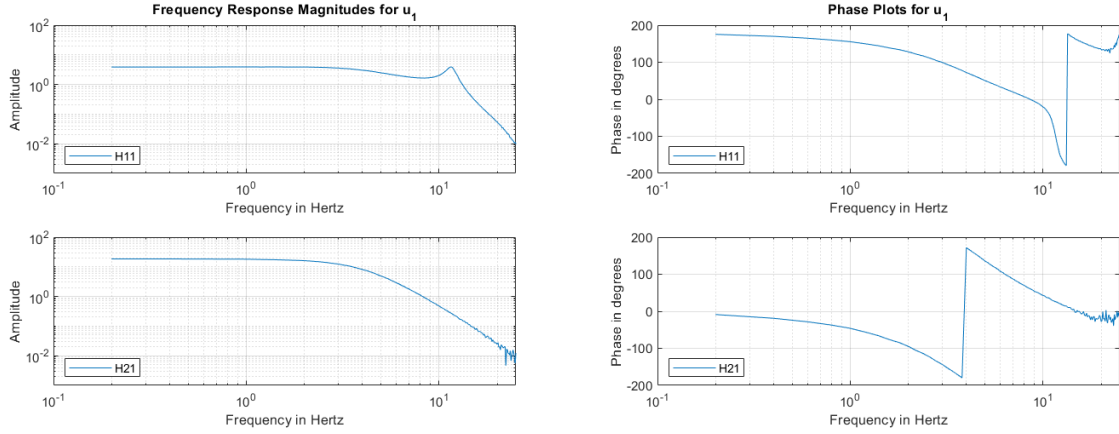 Frequency Response Magnitudes for u_1
Amplitude
10^2
10^0
10^-2
H11
10^-1
10^0
10^1
Frequency in Hertz
Phase Plots for u_1
Phase in degrees
200
100
0
-100
-200
H11
10^-1
10^0
10^1
Frequency in Hertz
Amplitude
10^2
10^0
10^-2
H21
10^-1
10^0
10^1
Frequency in Hertz
Phase in degrees
200
100
0
-100
-200
H21
10^-1
10^0
10^1
Frequency in Hertz